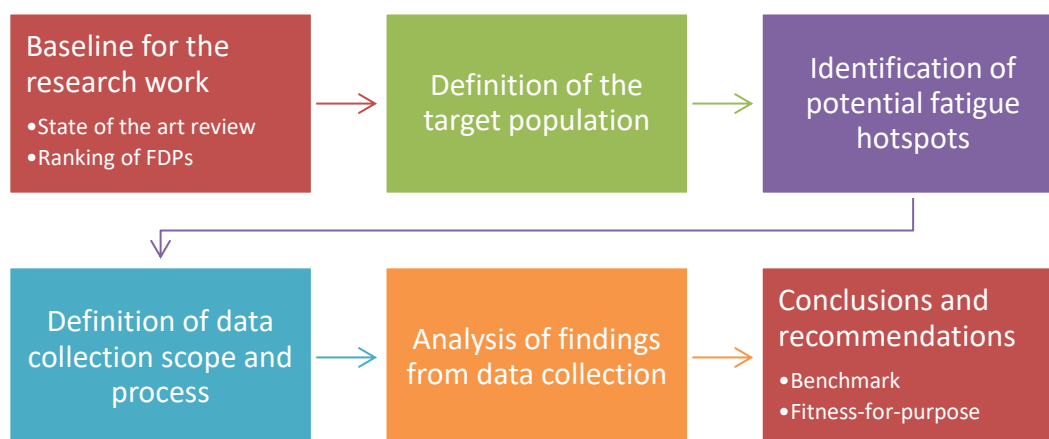 Baseline for the
research work
•State of the art review
•Ranking of FDPs
Definition of the
target population
Identification of
potential fatigue
hotspots
Definition of data
collection scope and
process
Analysis of findings
from data collection
Conclusions and
recommendations
•Benchmark
•Fitness-for-purpose